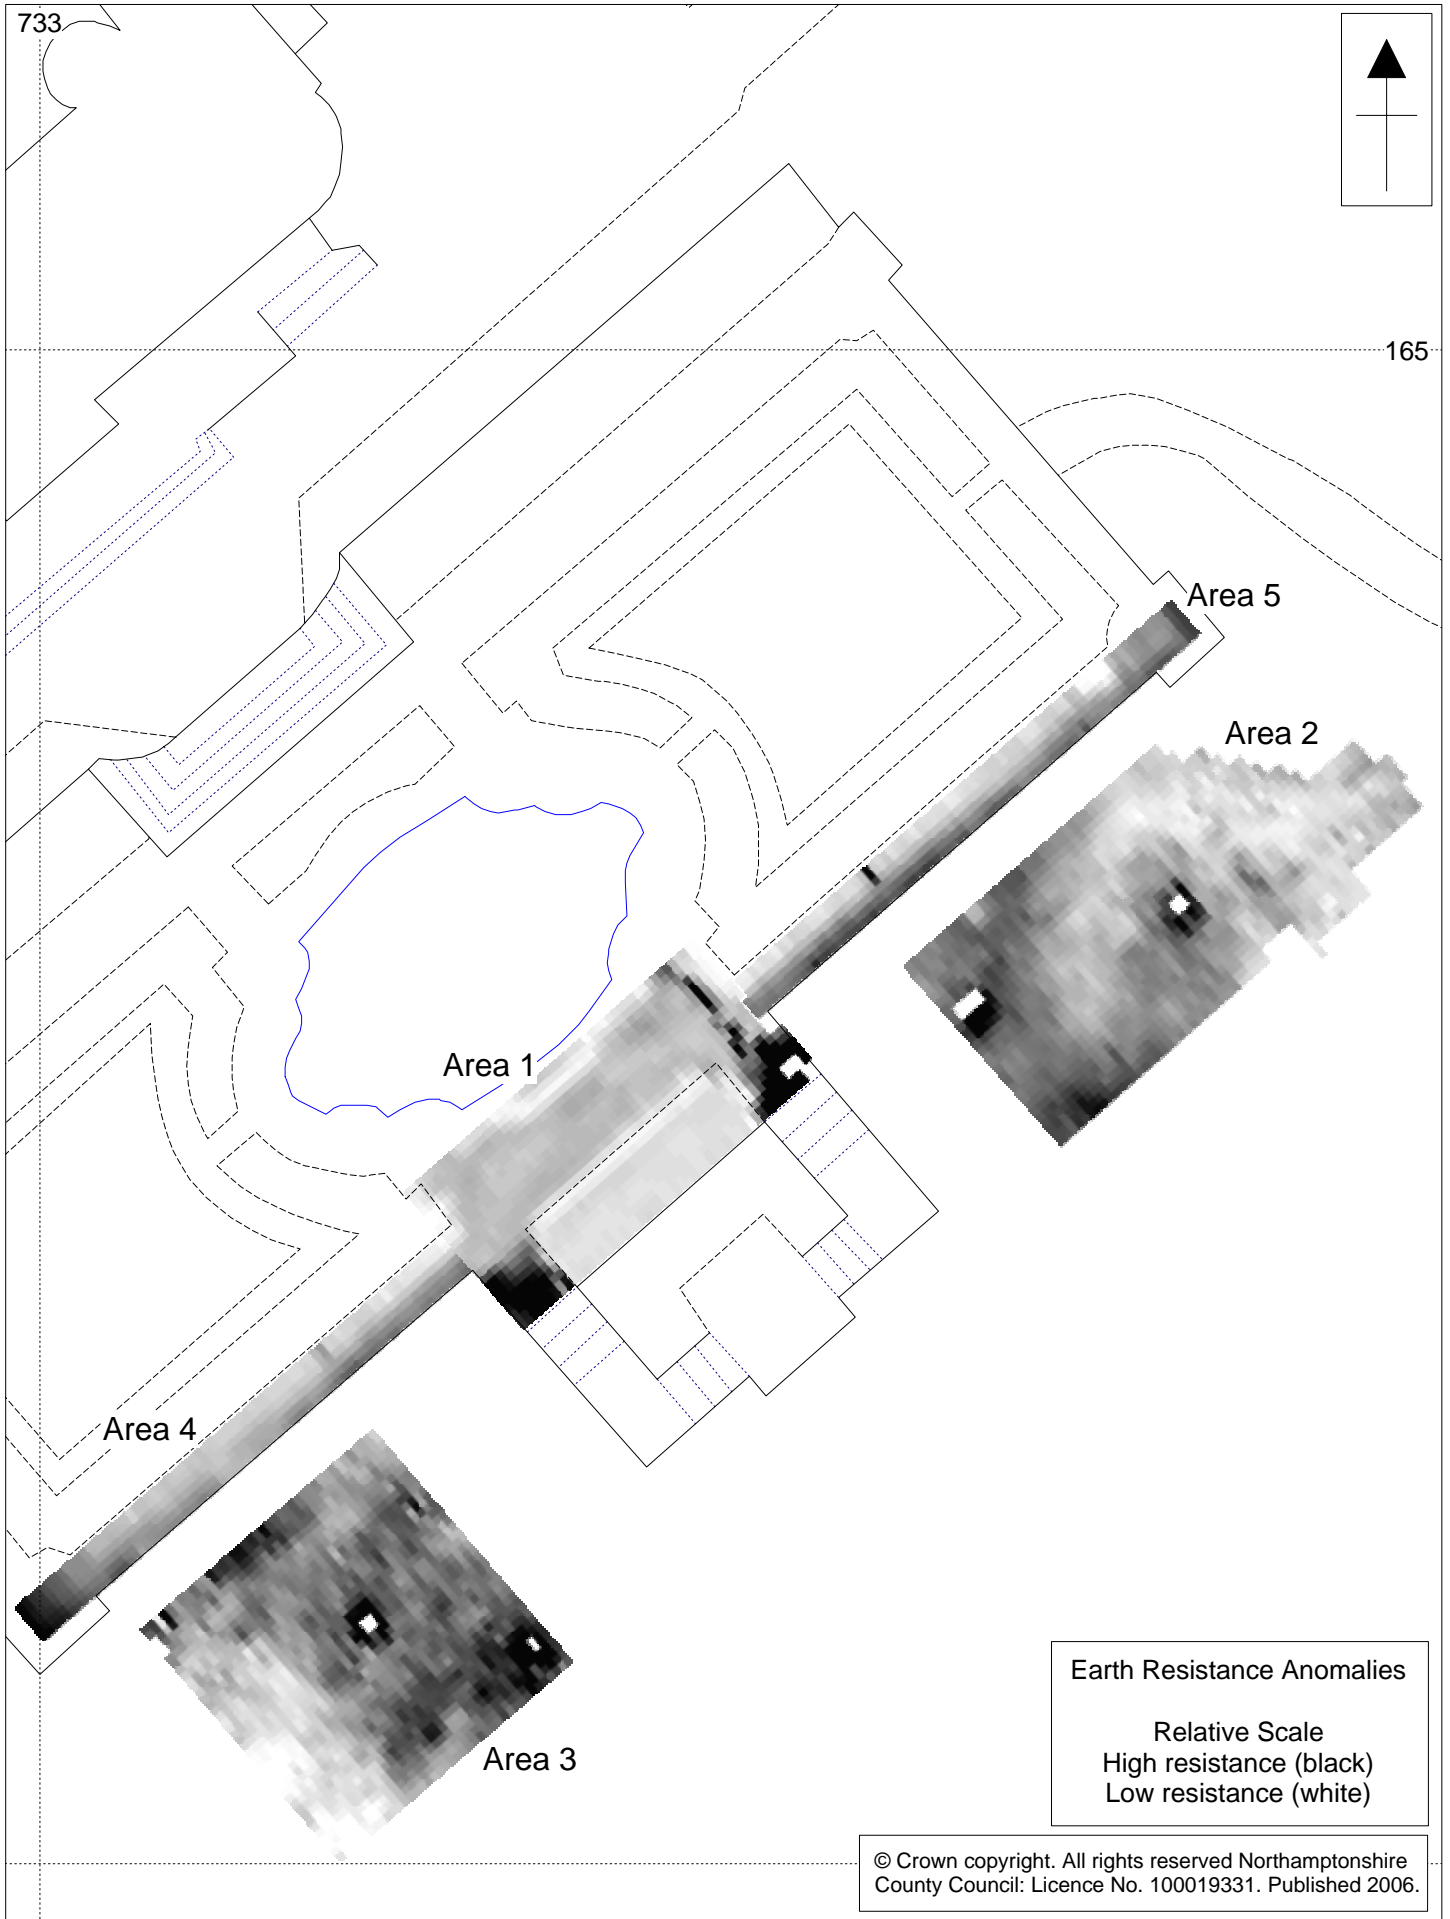 733
165
Area 5
Area 2
Area 1
Area 4
Area 3
Earth Resistance Anomalies
Relative Scale
High resistance (black)
Low resistance (white)
© Crown copyright. All rights reserved Northamptonshire
County Council: Licence No. 100019331. Published 2006.